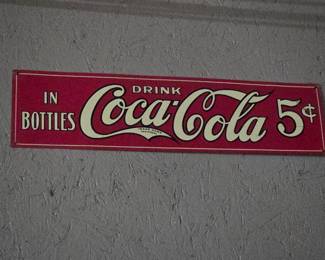 IN
BOTTLES
DRINK
Coca-Cola
5¢